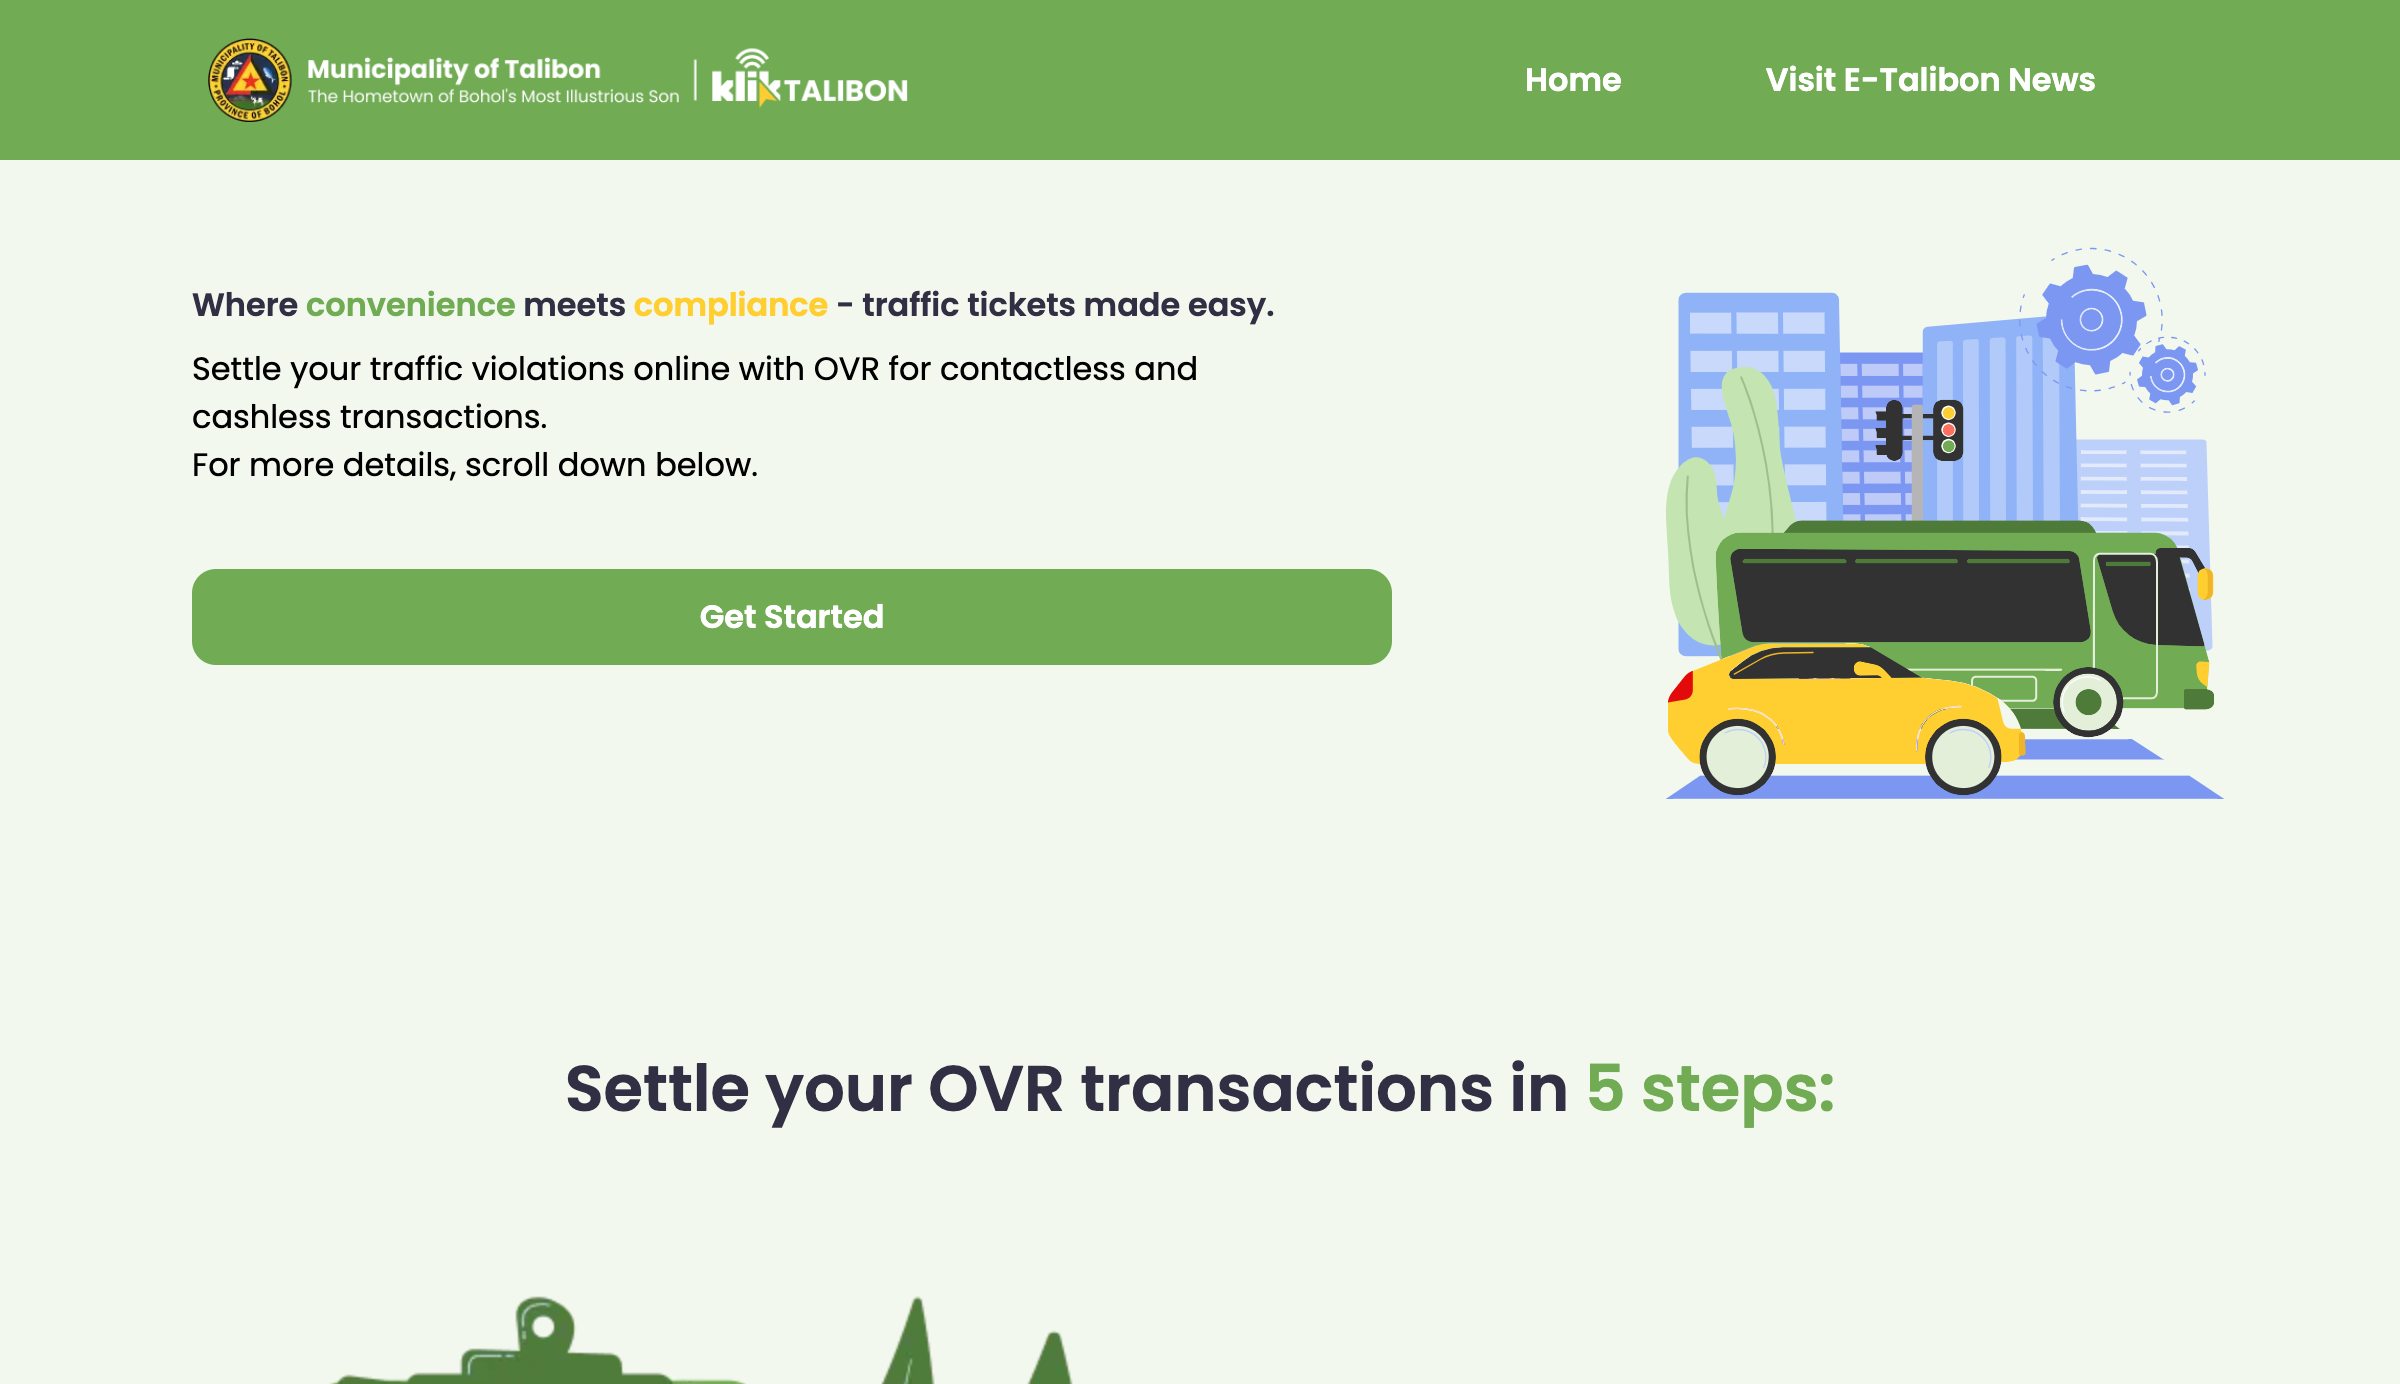 MUNICIPALITY OF TALIBON
PROVINCE OF BOHOL
Municipality of Talibon
The Hometown of Bohol's Most Illustrious Son
klik TALIBON
Home
Visit E-Talibon News
Where convenience meets compliance - traffic tickets made easy.
Settle your traffic violations online with OVR for contactless and
cashless transactions.
For more details, scroll down below.
Get Started
Settle your OVR transactions in 5 steps: